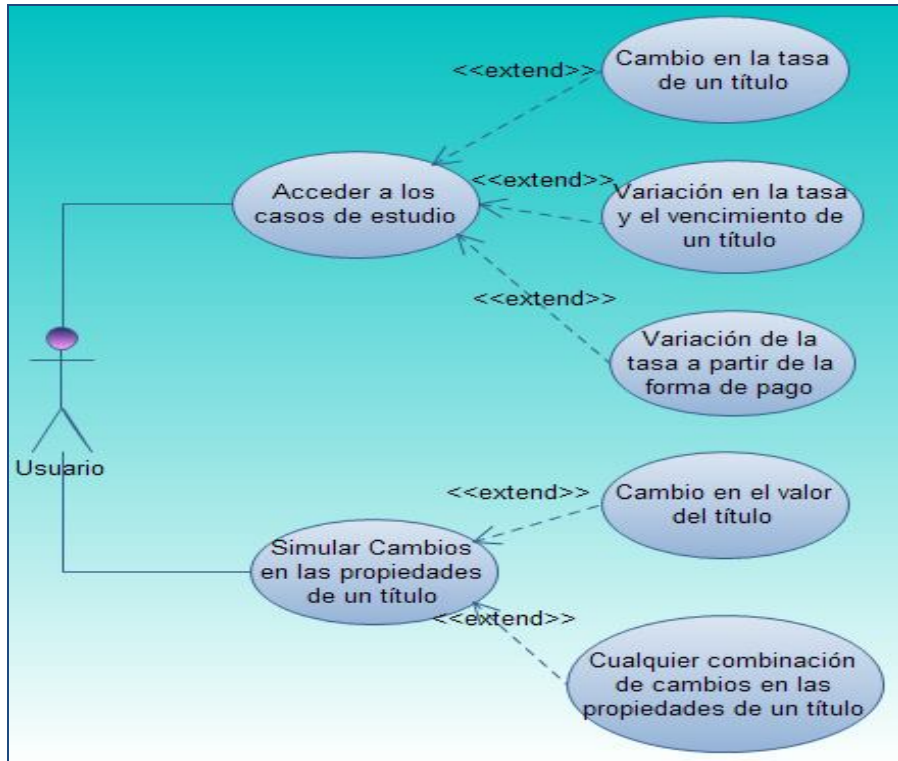 <<extend>>
Cambio en la tasa
de un título
Acceder a los
casos de estudio
<<extend>>
Variación en la tasa
y el vencimiento de
un título
<<extend>>
Variación de la
tasa a partir de la
forma de pago
Usuario
<<extend>>
Cambio en el valor
del título
Simular Cambios
en las propiedades
de un título
<<extend>>
Cualquier combinación
de cambios en las
propiedades de un título